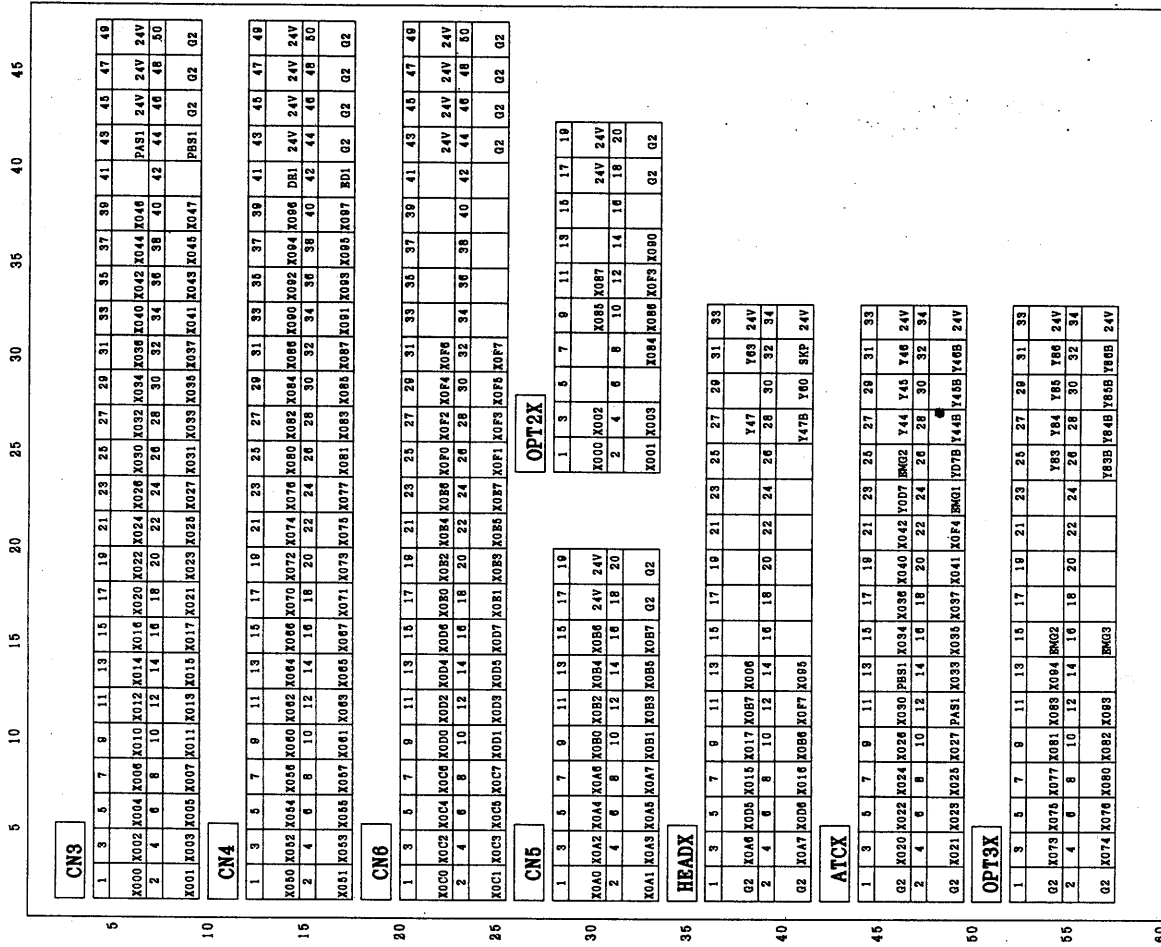 5 10 15 20 25 30 35 40 45
CN3
1 3 5 7 9 11 13 15 17 19 21 23 25 27 29 31 33 35 37 39 41 43 45 47 49
X000 X002 X004 X006 X010 X012 X014 X016 X020 X022 X024 X026 X030 X032 X034 X036 X040 X042 X044 X046 PAS1 24V 24V 24V
2 4 6 8 10 12 14 16 18 20 22 24 26 28 30 32 34 36 38 40 42 44 46 48 50
X001 X003 X005 X007 X011 X013 X015 X017 X021 X023 X025 X027 X031 X033 X035 X037 X041 X043 X045 X047 PBS1 G2 G2 G2
CN4
1 3 5 7 9 11 13 15 17 19 21 23 25 27 29 31 33 35 37 39 41 43 45 47 49
X050 X052 X054 X056 X060 X062 X064 X066 X070 X072 X074 X076 X080 X082 X084 X086 X090 X092 X094 X096 DE1 24V 24V 24V 24V
2 4 6 8 10 12 14 16 18 20 22 24 26 28 30 32 34 36 38 40 42 44 46 48 50
X051 X053 X055 X057 X061 X063 X065 X067 X071 X073 X075 X077 X081 X083 X085 X087 X091 X093 X095 X097 ED1 G2 G2 G2 G2
CN6
1 3 5 7 9 11 13 15 17 19 21 23 25 27 29 31 33 35 37 39 41 43 45 47 49
X0C0 X0C2 X0C4 X0C6 X0D0 X0D2 X0D4 X0D6 X0E0 X0E2 X0E4 X0E6 X0F0 X0F2 X0F4 X0F6 24V 24V 24V 24V
2 4 6 8 10 12 14 16 18 20 22 24 26 28 30 32 34 36 38 40 42 44 46 48 50
X0C1 X0C3 X0C5 X0C7 X0D1 X0D3 X0D5 X0D7 X0E1 X0E3 X0E5 X0E7 X0F1 X0F3 X0F5 X0F7 G2 G2 G2 G2
CN5
1 3 5 7 9 11 13 15 17 19
X0A0 X0A2 X0A4 X0A6 X0B0 X0B2 X0B4 X0B6 24V 24V
2 4 6 8 10 12 14 16 18 20
X0A1 X0A3 X0A5 X0A7 X0B1 X0B3 X0B5 X0B7 G2 G2
OPT2X
1 3 5 7 9 11 13 15 17 19
X000 X002 X085 X087 24V 24V
2 4 6 8 10 12 14 16 18 20
X001 X003 X084 X086 X0F3 X090 G2 G2
HEADX
1 3 5 7 9 11 13 15 17 19 21 23 25 27 29 31 33
G2 X0A6 X0D5 X015 X017 X0B7 X006 Y47 Y63 24V
2 4 6 8 10 12 14 16 18 20 22 24 26 28 30 32 34
G2 X0A7 X0D6 X016 X0B6 X0F7 X095 Y47B Y60 SKP 24V
ATCX
1 3 5 7 9 11 13 15 17 19 21 23 25 27 29 31 33
G2 X020 X022 X024 X026 X030 PBS1 X034 X036 X040 X042 Y0D7 EMG2 Y44 Y45 Y46 24V
2 4 6 8 10 12 14 16 18 20 22 24 26 28 30 32 34
G2 X021 X023 X025 X027 PAS1 X033 X035 X037 X041 X0F4 EMG1 YD7B Y44B Y45B Y46B 24V
OPT3X
1 3 5 7 9 11 13 15 17 19 21 23 25 27 29 31 33
G2 X073 X075 X077 X081 X083 X094 EMG2 Y83 Y84 Y85 Y86 24V
2 4 6 8 10 12 14 16 18 20 22 24 26 28 30 32 34
G2 X074 X076 X080 X082 X093 EMG3 Y83B Y84B Y85B Y86B 24V
5 10 15 20 25 30 35 40 45 50 55 60